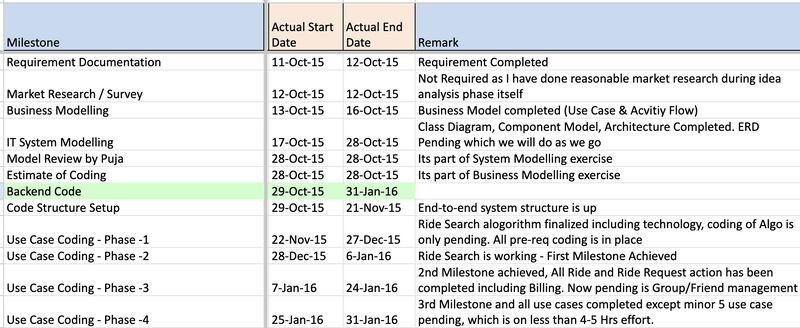 Milestone Actual Start Date Actual End Date Remark
Requirement Documentation 11-Oct-15 12-Oct-15 Requirement Completed
Market Research / Survey 12-Oct-15 12-Oct-15 Not Required as I have done reasonable market research during idea
analysis phase itself
Business Modelling 13-Oct-15 16-Oct-15 Business Model completed (Use Case & Acvitiy Flow)
IT System Modelling 17-Oct-15 28-Oct-15 Class Diagram, Component Model, Architecture Completed. ERD
Pending which we will do as we go
Model Review by Puja 28-Oct-15 28-Oct-15 Its part of System Modelling exercise
Estimate of Coding 28-Oct-15 28-Oct-15 Its part of Business Modelling exercise
Backend Code 29-Oct-15 31-Jan-16
Code Structure Setup 29-Oct-15 21-Nov-15 End-to-end system structure is up
Use Case Coding - Phase -1 22-Nov-15 27-Dec-15 Ride Search alogorithm finalized including technology, coding of Algo is
only pending. All pre-req coding is in place
Use Case Coding - Phase -2 28-Dec-15 6-Jan-16 Ride Search is working - First Milestone Achieved
Use Case Coding - Phase -3 7-Jan-16 24-Jan-16 2nd Milestone achieved, All Ride and Ride Request action has been
completed including Billing. Now pending is Group/Friend management
Use Case Coding - Phase -4 25-Jan-16 31-Jan-16 3rd Milestone and all use cases completed except minor 5 use case
pending, which is on less than 4-5 Hrs effort.